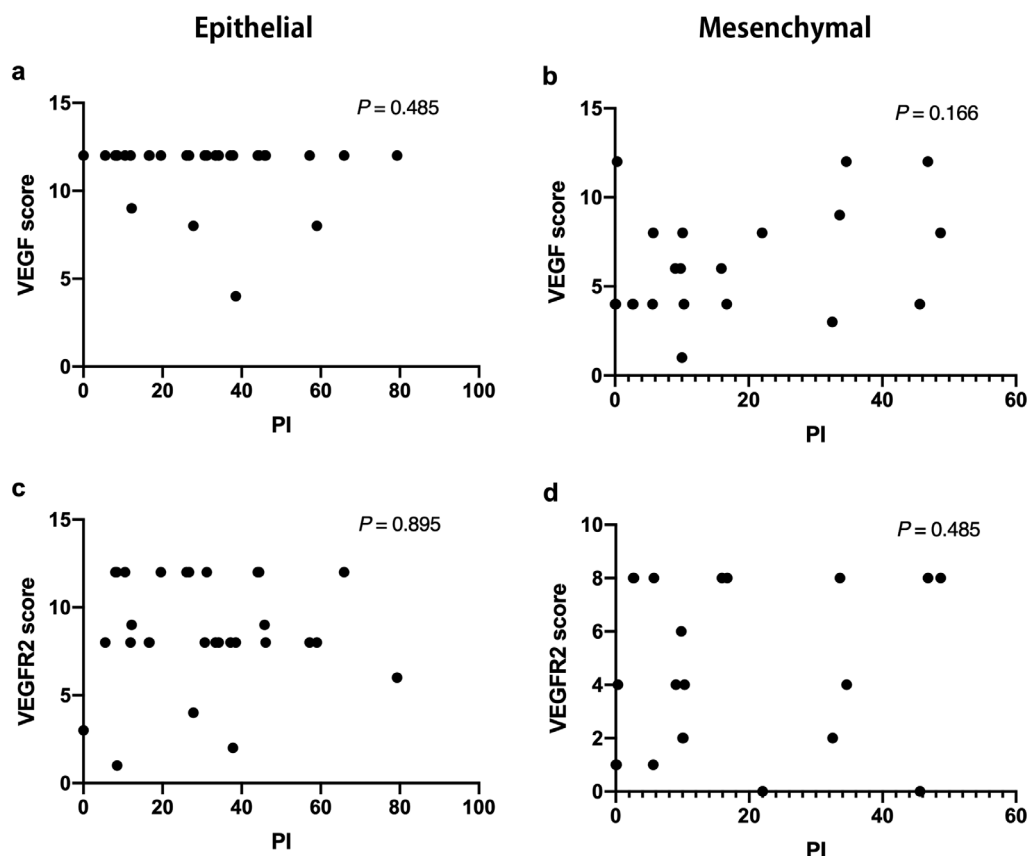 Epithelial
Mesenchymal
a
P = 0.485
15
10
5
0
VEGF score
0 20 40 60 80 100
PI
b
P = 0.166
15
10
5
0
VEGF score
0 20 40 60
PI
c
P = 0.895
15
10
5
0
VEGFR2 score
0 20 40 60 80 100
PI
d
P = 0.485
10
8
6
4
2
0
VEGFR2 score
0 20 40 60
PI